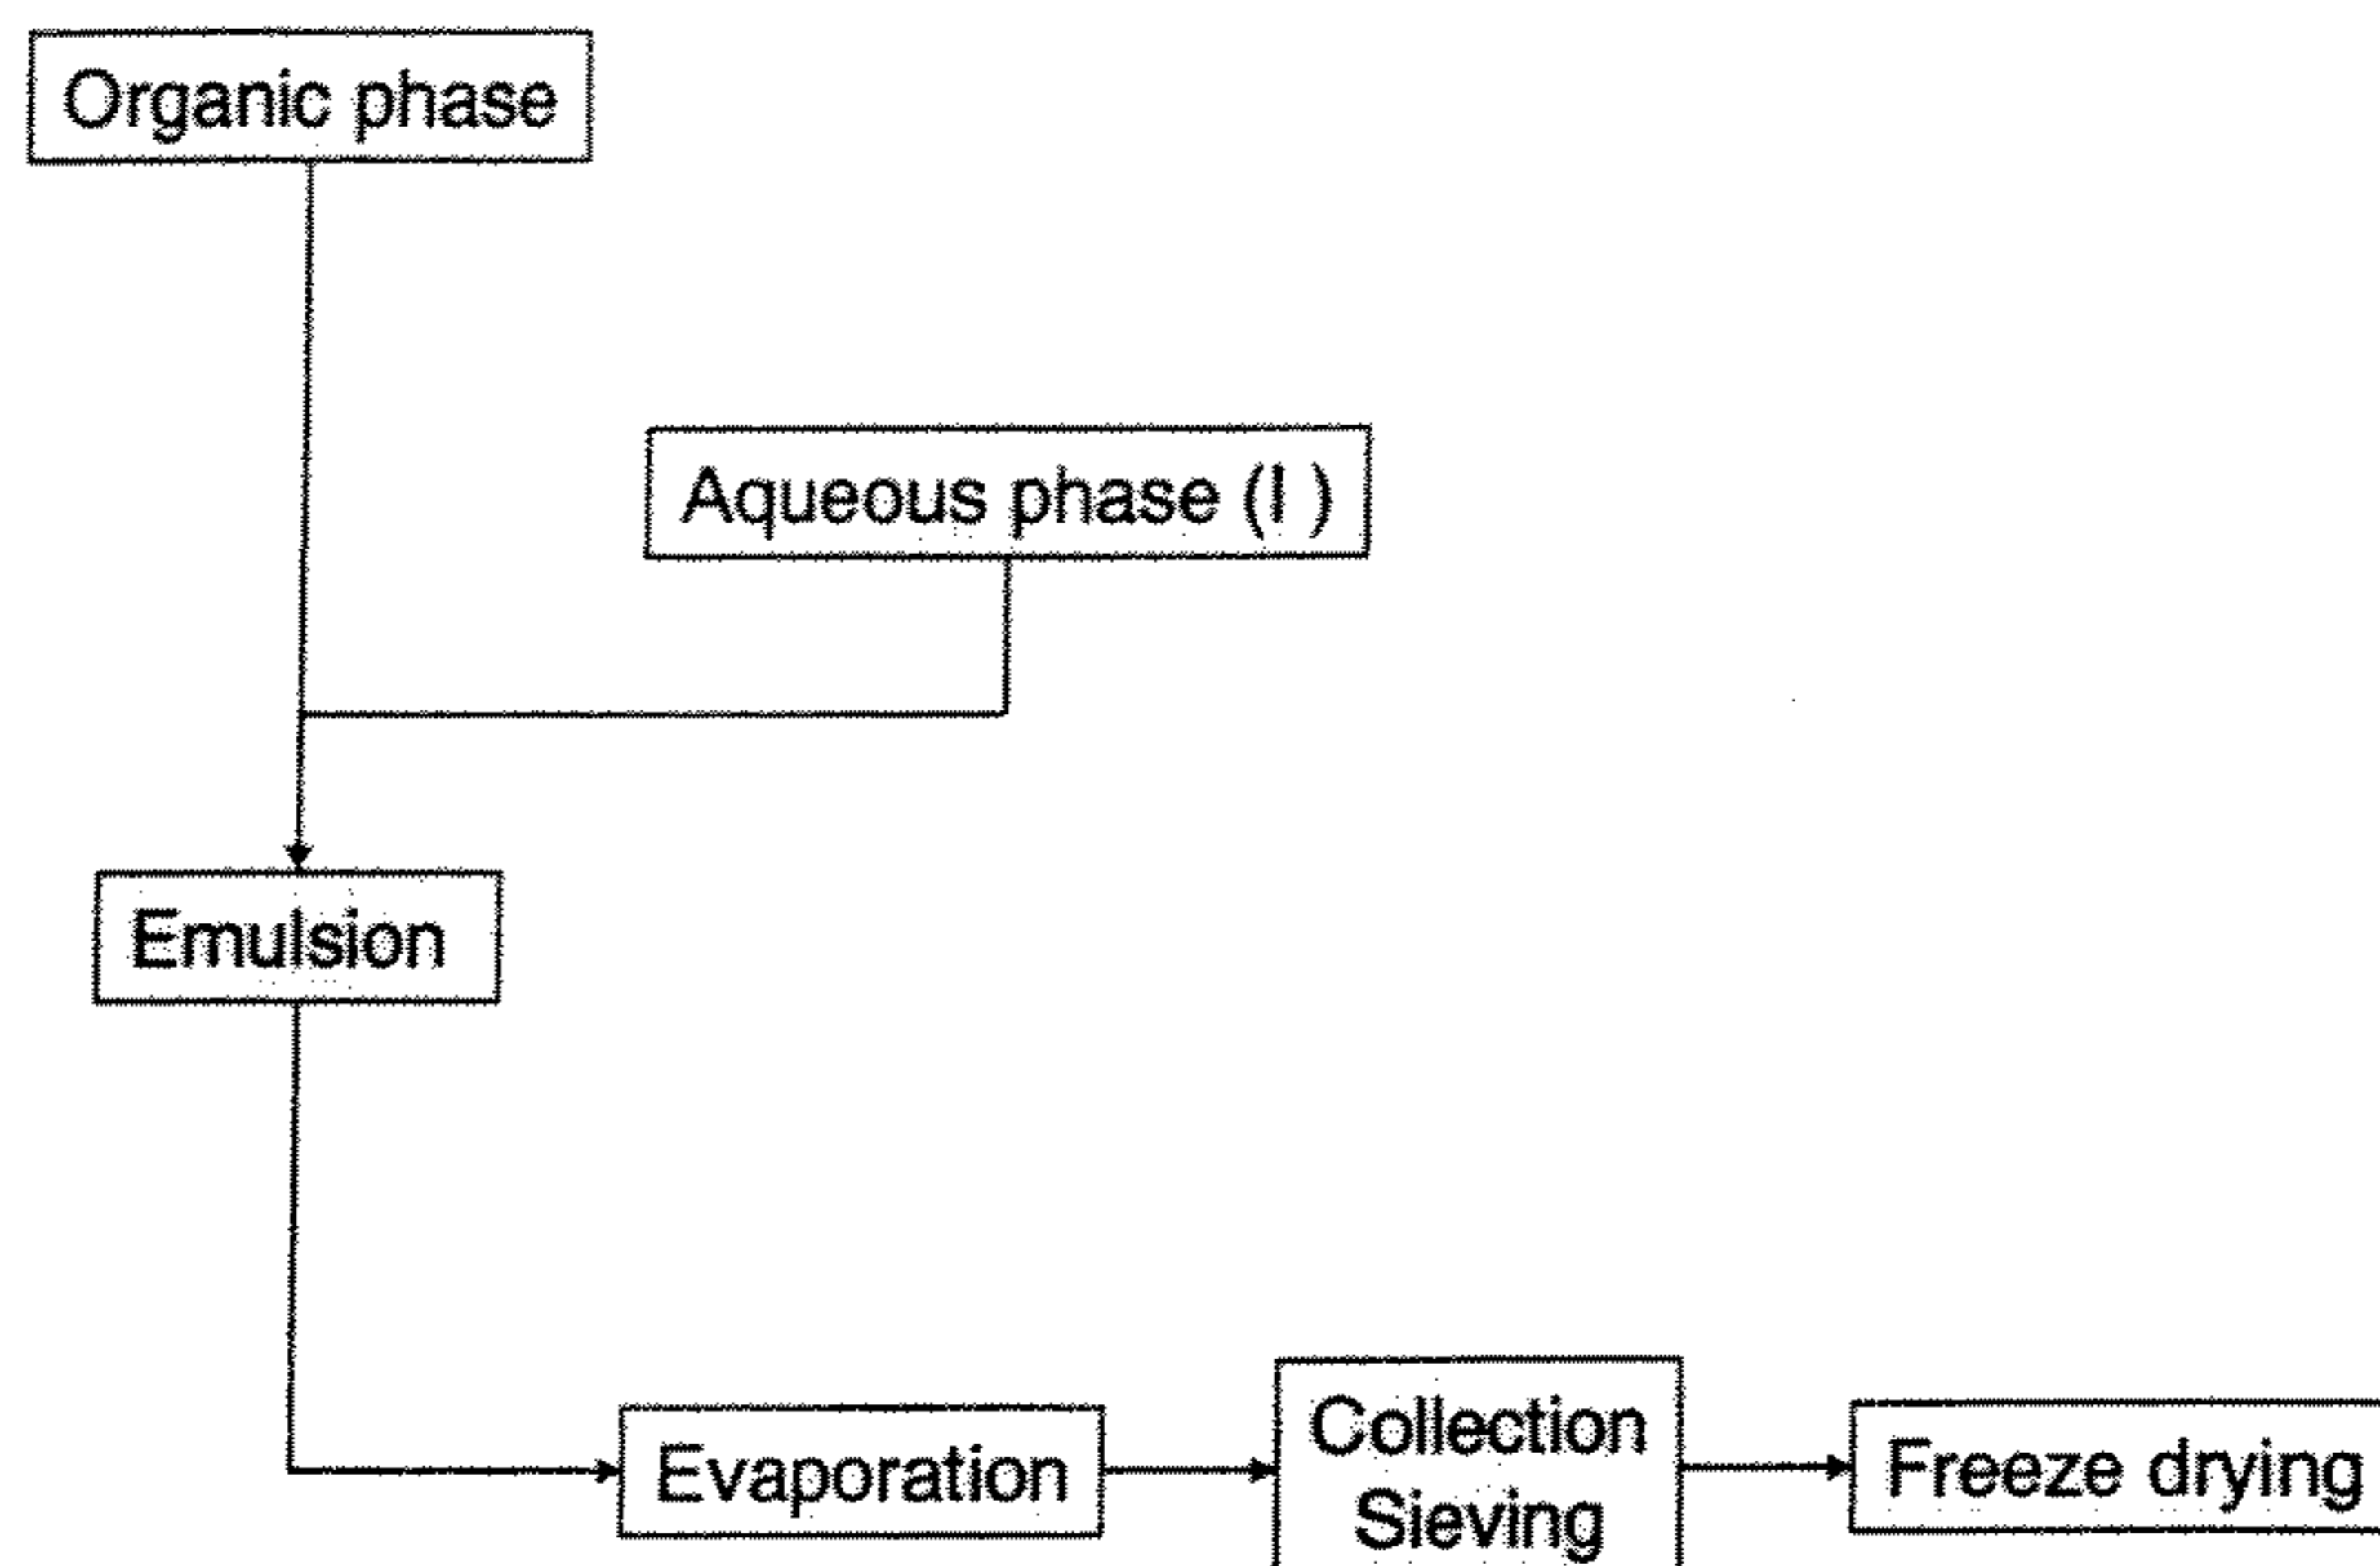 Organic phase
Aqueous phase (I )
Emulsion
Evaporation
Collection
Sieving
Freeze drying